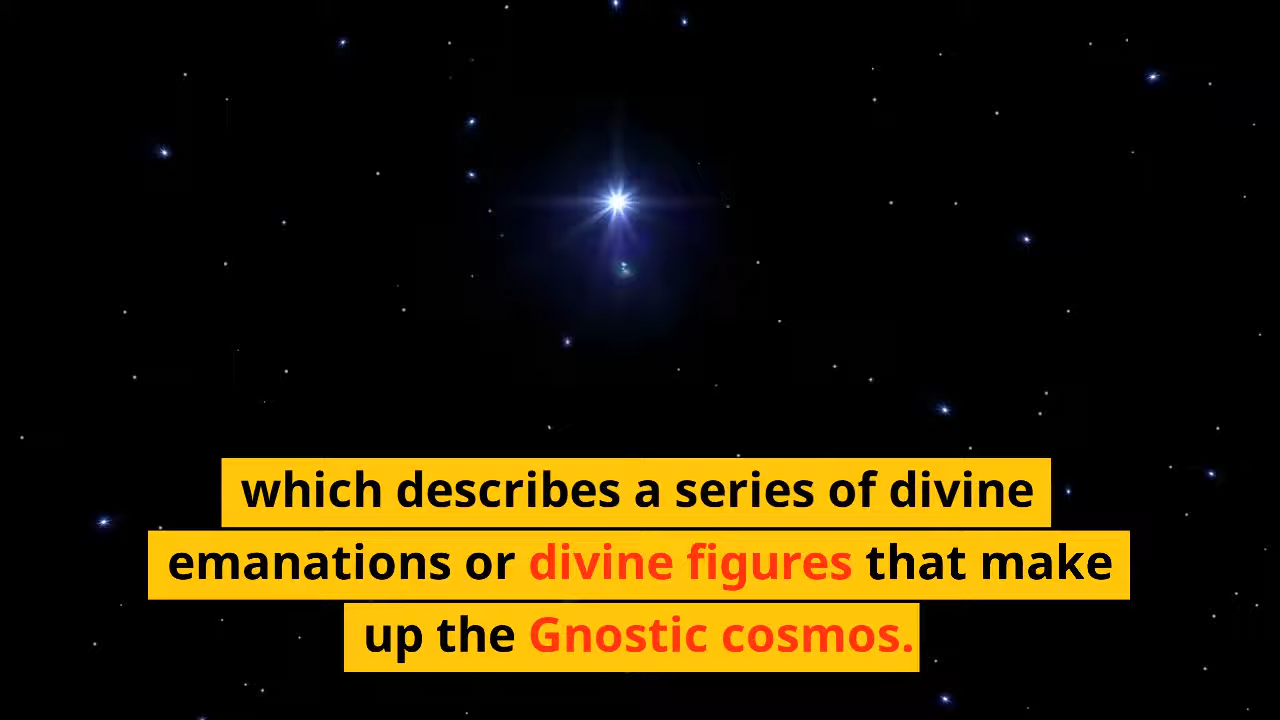 which describes a series of divine
emanations or divine figures that make
up the Gnostic cosmos.